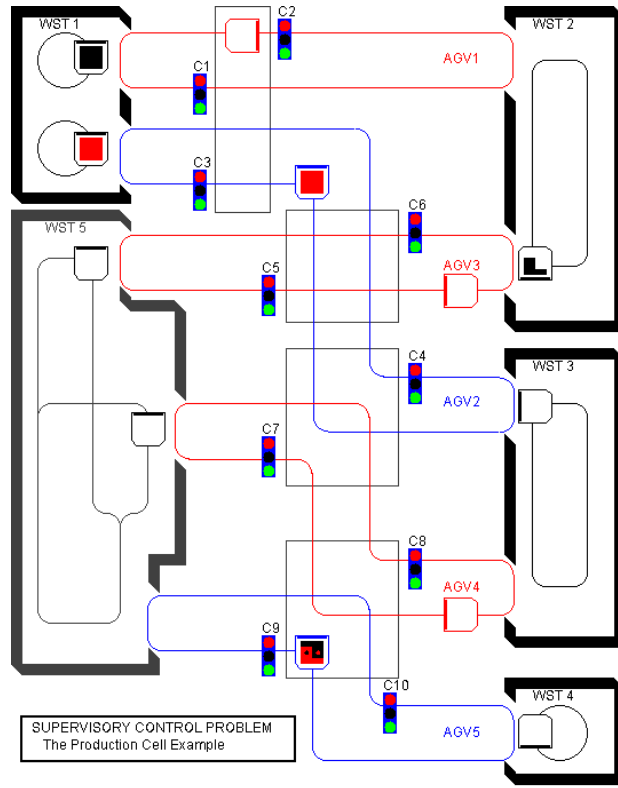 WST 1
C2
WST 2
C1
AGV1
C3
C6
WST 5
C5
AGV3
C4
WST 3
AGV2
C7
C8
AGV4
C9
C10
WST 4
AGV5
SUPERVISORY CONTROL PROBLEM
The Production Cell Example